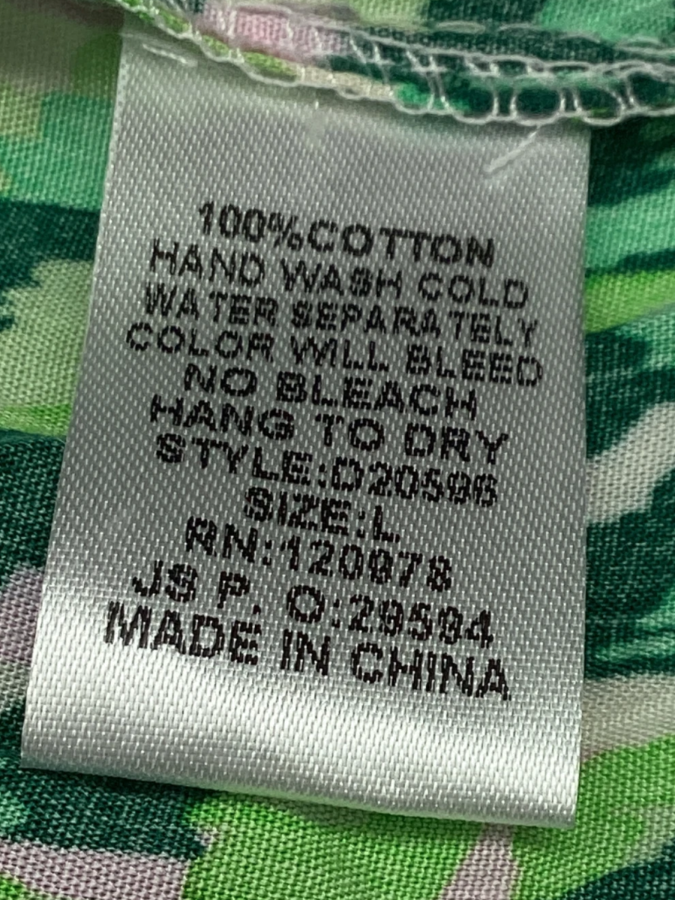 100%COTTON
HAND WASH COLD
WATER SEPARATELY
COLOR WILL BLEED
NO BLEACH
HANG TO DRY
STYLE:D20596
SIZE:L
RN:120978
JS P. O:29594
MADE IN CHINA